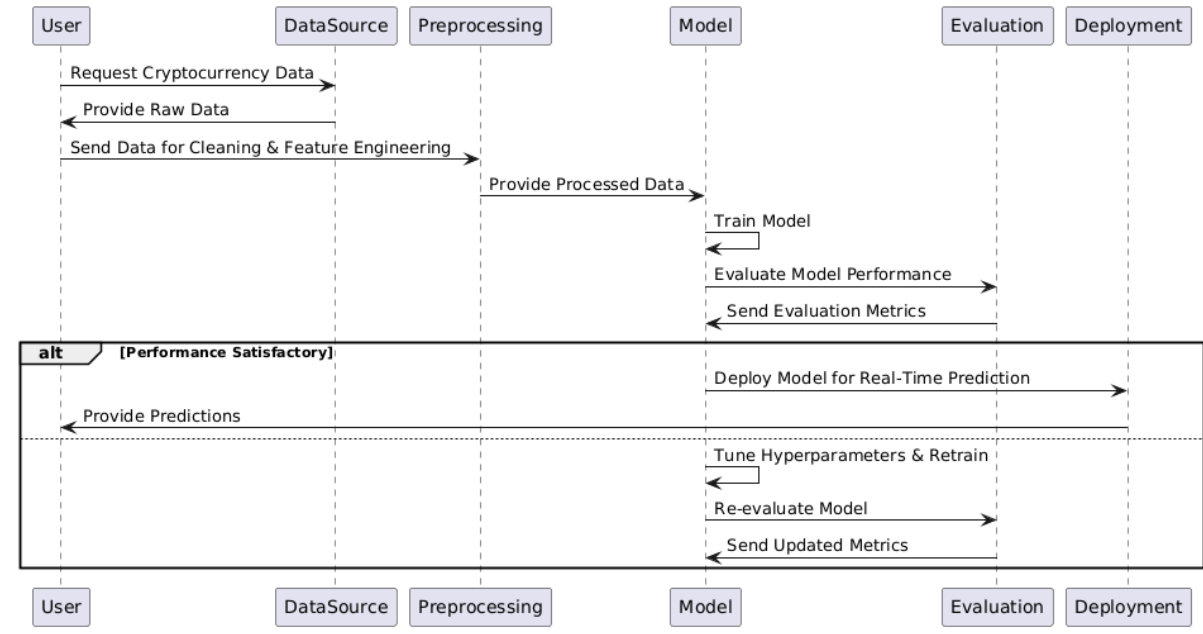 User DataSource Preprocessing Model Evaluation Deployment
Request Cryptocurrency Data
Provide Raw Data
Send Data for Cleaning & Feature Engineering
Provide Processed Data
Train Model
Evaluate Model Performance
Send Evaluation Metrics
alt [Performance Satisfactory]
Deploy Model for Real-Time Prediction
Provide Predictions
Tune Hyperparameters & Retrain
Re-evaluate Model
Send Updated Metrics
User DataSource Preprocessing Model Evaluation Deployment